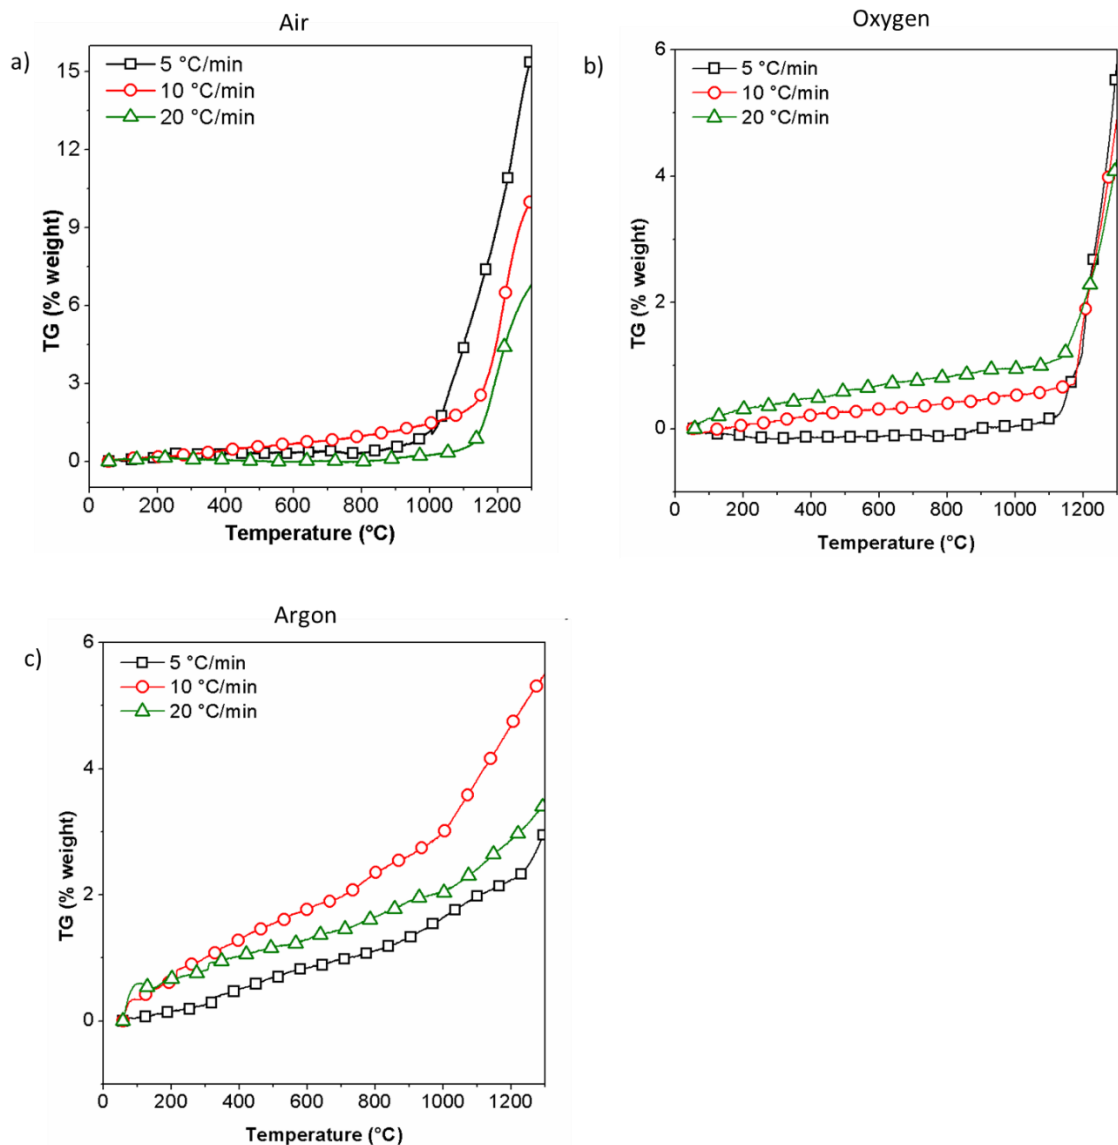 Air
a)
5 °C/min
10 °C/min
20 °C/min
15
12
9
6
3
0
TG (% weight)
0 200 400 600 800 1000 1200
Temperature (°C)
Oxygen
b)
5 °C/min
10 °C/min
20 °C/min
6
4
2
0
TG (% weight)
0 200 400 600 800 1000 1200
Temperature (°C)
Argon
c)
5 °C/min
10 °C/min
20 °C/min
6
4
2
0
TG (% weight)
0 200 400 600 800 1000 1200
Temperature (°C)